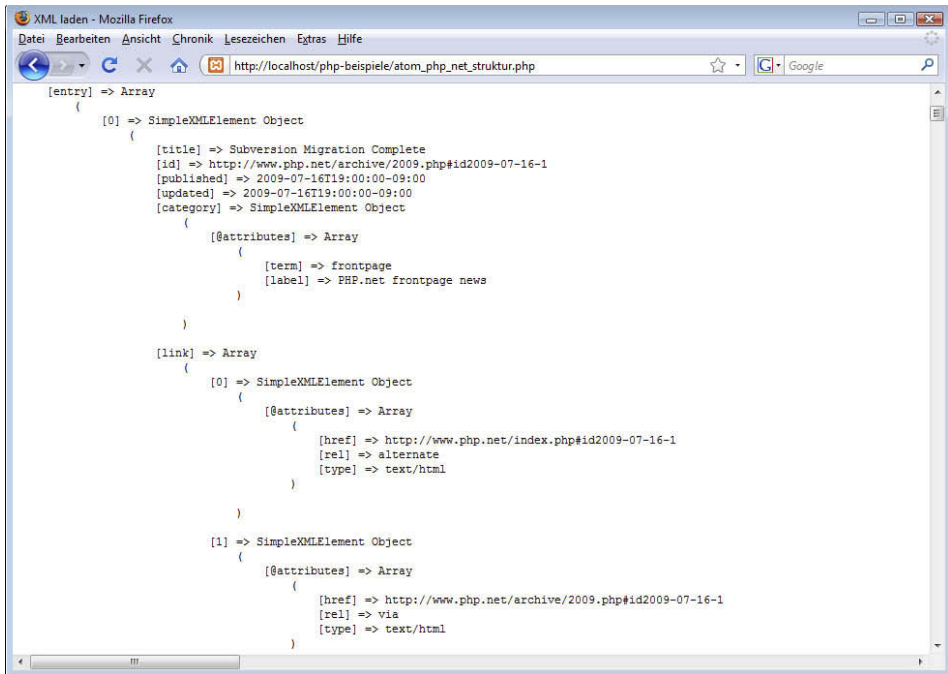 XML laden - Mozilla Firefox
Datei Bearbeiten Ansicht Chronik Lesezeichen Extras Hilfe
http://localhost/php-beispiele/atom_php_net_struktur.php
G Google
[entry] => Array
(
[0] => SimpleXMLElement Object
(
[title] => Subversion Migration Complete
[id] => http://www.php.net/archive/2009.php#id2009-07-16-1
[published] => 2009-07-16T19:00:00-09:00
[updated] => 2009-07-16T19:00:00-09:00
[category] => SimpleXMLElement Object
(
[@attributes] => Array
(
[term] => frontpage
[label] => PHP.net frontpage news
)
)
[link] => Array
(
[0] => SimpleXMLElement Object
(
[@attributes] => Array
(
[href] => http://www.php.net/index.php#id2009-07-16-1
[rel] => alternate
[type] => text/html
)
)
[1] => SimpleXMLElement Object
(
[@attributes] => Array
(
[href] => http://www.php.net/archive/2009.php#id2009-07-16-1
[rel] => via
[type] => text/html
)